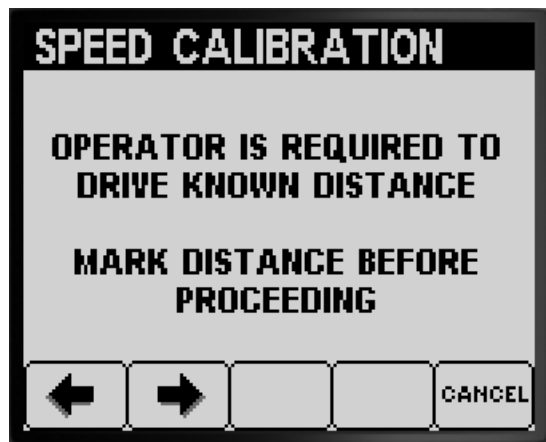 SPEED CALIBRATION
OPERATOR IS REQUIRED TO
DRIVE KNOWN DISTANCE
MARK DISTANCE BEFORE
PROCEEDING
CANCEL